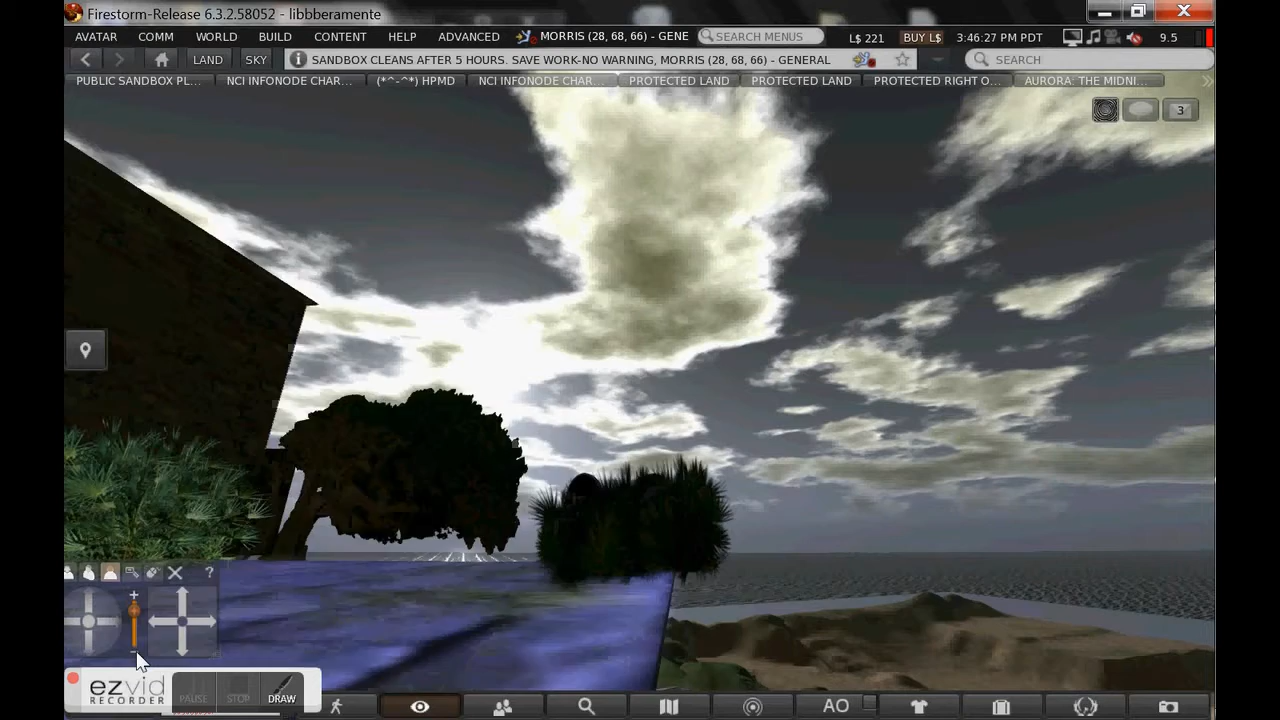 Firestorm-Release 6.3.2.58052 - libbberamente
AVATAR COMM WORLD BUILD CONTENT HELP ADVANCED MORRIS (28, 68, 66) - GENE SEARCH MENUS L$ 221 BUY L$ 3:46:27 PM PDT 9.5
LAND SKY SANDBOX CLEANS AFTER 5 HOURS. SAVE WORK-NO WARNING, MORRIS (28, 68, 66) - GENERAL SEARCH
PUBLIC SANDBOX PL... NCI INFONODE CHAR... (*^-^*) HPMD NCI INFONODE CHAR... PROTECTED LAND PROTECTED LAND PROTECTED RIGHT O... AURORA: THE MIDNI...
3
?
ezvid
RECORDER
PAUSE STOP DRAW
AO